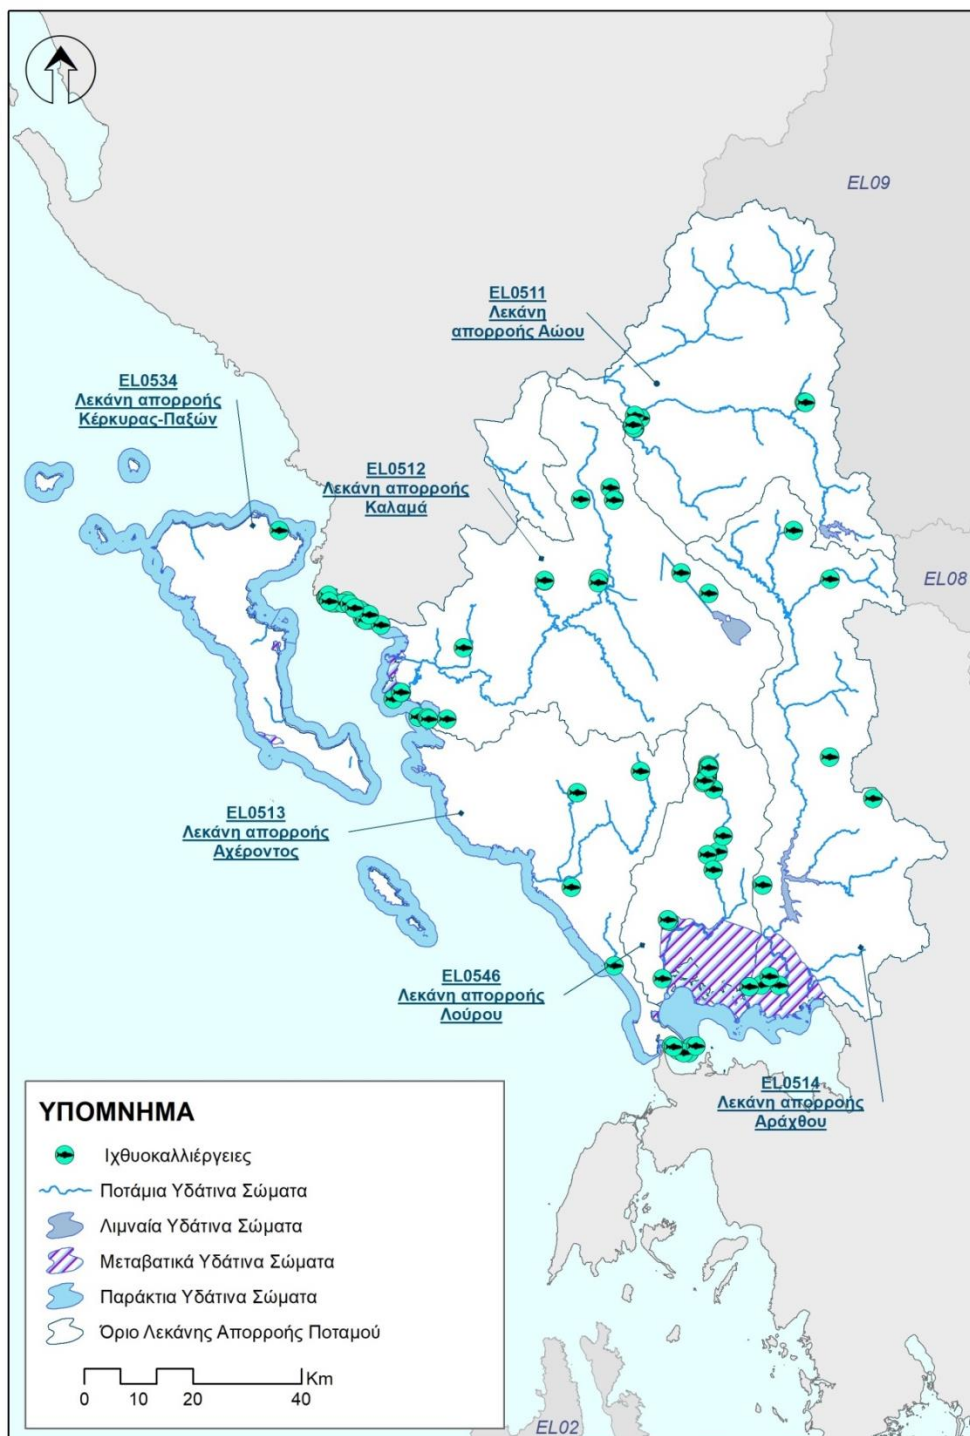 EL09
EL0511
Λεκάνη
απορροής Αώου
EL0534
Λεκάνη απορροής
Κέρκυρας-Παξών
EL0512
Λεκάνη απορροής
Καλαμά
EL08
EL0513
Λεκάνη απορροής
Αχέροντος
EL0546
Λεκάνη απορροής
Λούρου
EL0514
Λεκάνη απορροής
Αράχθου
ΥΠΟΜΝΗΜΑ
Ιχθυοκαλλιέργειες
Ποτάμια Υδάτινα Σώματα
Λιμναία Υδάτινα Σώματα
Μεταβατικά Υδάτινα Σώματα
Παράκτια Υδάτινα Σώματα
Όριο Λεκάνης Απορροής Ποταμού
Km
0 10 20 40
EL02